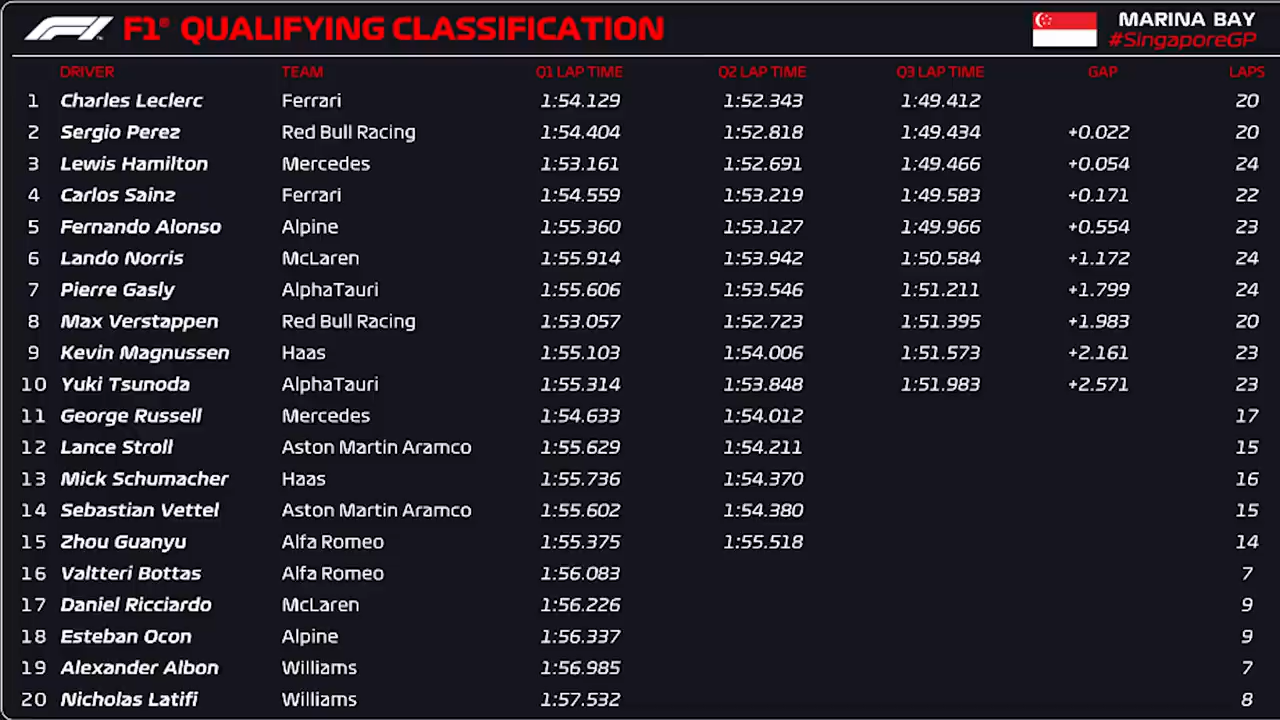 F1® QUALIFYING CLASSIFICATION
MARINA BAY
#SingaporeGP
DRIVER TEAM Q1 LAP TIME Q2 LAP TIME Q3 LAP TIME GAP LAPS
1 Charles Leclerc Ferrari 1:54.129 1:52.343 1:49.412 20
2 Sergio Perez Red Bull Racing 1:54.404 1:52.818 1:49.434 +0.022 20
3 Lewis Hamilton Mercedes 1:53.161 1:52.691 1:49.466 +0.054 24
4 Carlos Sainz Ferrari 1:54.559 1:53.219 1:49.583 +0.171 22
5 Fernando Alonso Alpine 1:55.360 1:53.127 1:49.966 +0.554 23
6 Lando Norris McLaren 1:55.914 1:53.942 1:50.584 +1.172 24
7 Pierre Gasly AlphaTauri 1:55.606 1:53.546 1:51.211 +1.799 24
8 Max Verstappen Red Bull Racing 1:53.057 1:52.723 1:51.395 +1.983 20
9 Kevin Magnussen Haas 1:55.103 1:54.006 1:51.573 +2.161 23
10 Yuki Tsunoda AlphaTauri 1:55.314 1:53.848 1:51.983 +2.571 23
11 George Russell Mercedes 1:54.633 1:54.012 17
12 Lance Stroll Aston Martin Aramco 1:55.629 1:54.211 15
13 Mick Schumacher Haas 1:55.736 1:54.370 16
14 Sebastian Vettel Aston Martin Aramco 1:55.602 1:54.380 15
15 Zhou Guanyu Alfa Romeo 1:55.375 1:55.518 14
16 Valtteri Bottas Alfa Romeo 1:56.083 7
17 Daniel Ricciardo McLaren 1:56.226 9
18 Esteban Ocon Alpine 1:56.337 9
19 Alexander Albon Williams 1:56.985 7
20 Nicholas Latifi Williams 1:57.532 8